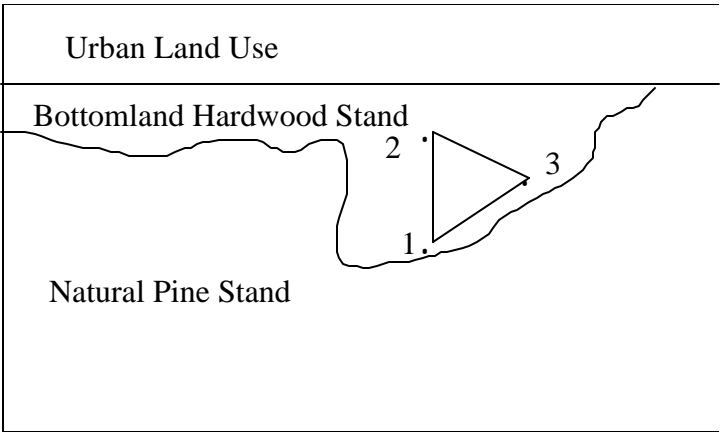 Urban Land Use
Bottomland Hardwood Stand
2
3
1
Natural Pine Stand